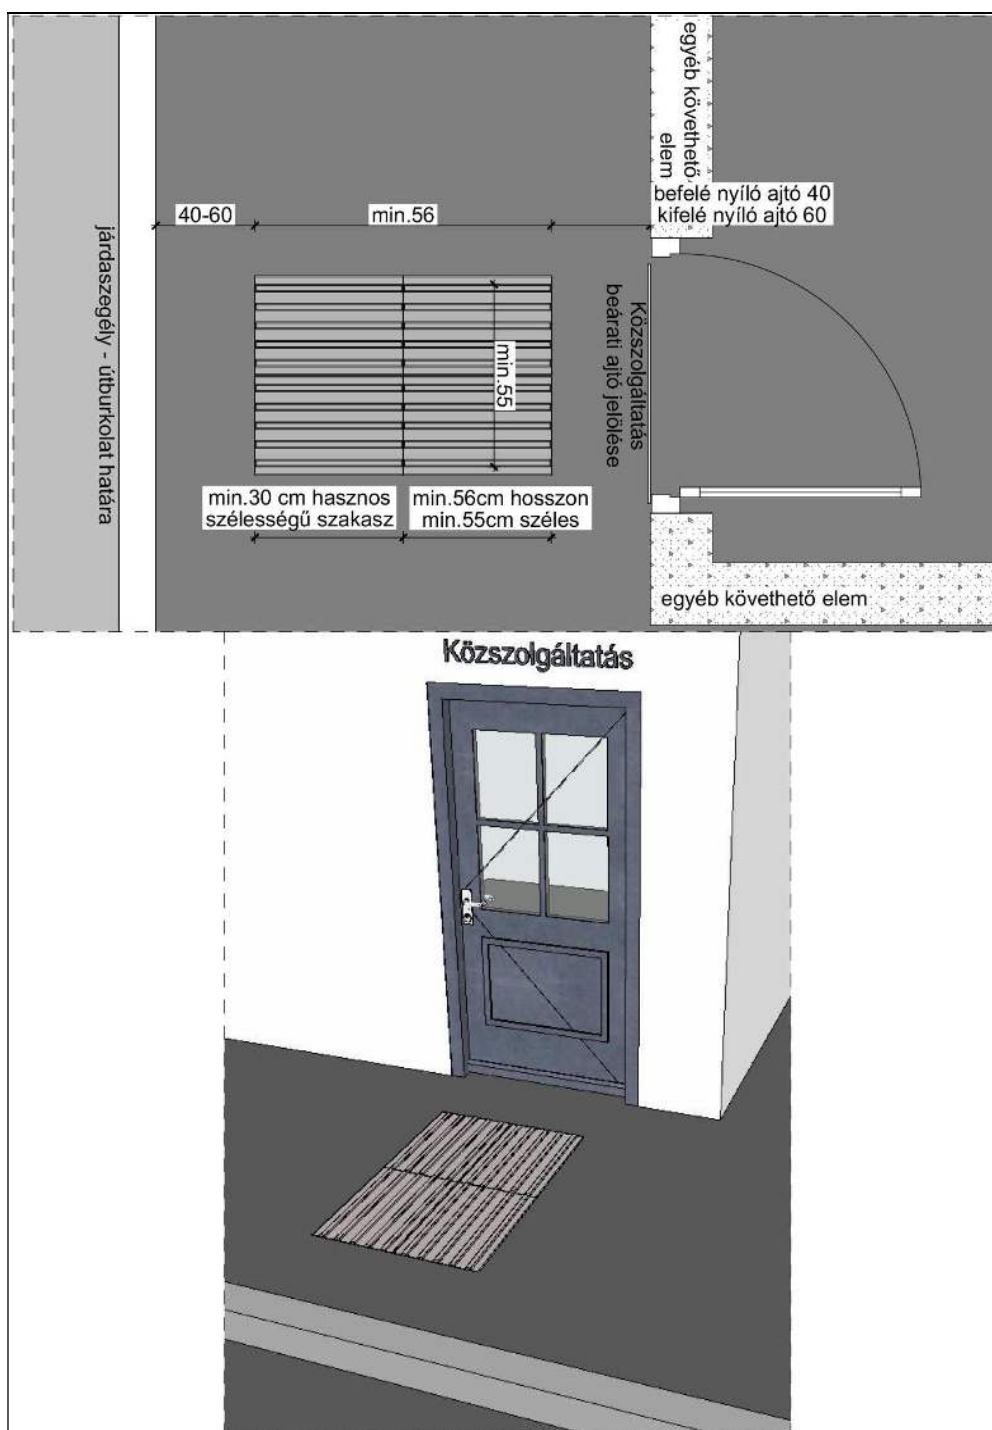 egyéb követhető
elem
befelé nyíló ajtó 40
kifelé nyíló ajtó 60
40-60
min.56
járdaszegély - útburkolat határa
min.55
Közszolgáltatás
beárati ajtó jelölése
min.30 cm hasznos
szélességű szakasz
min.56cm hosszon
min.55cm széles
egyéb követhető elem
Közszolgáltatás